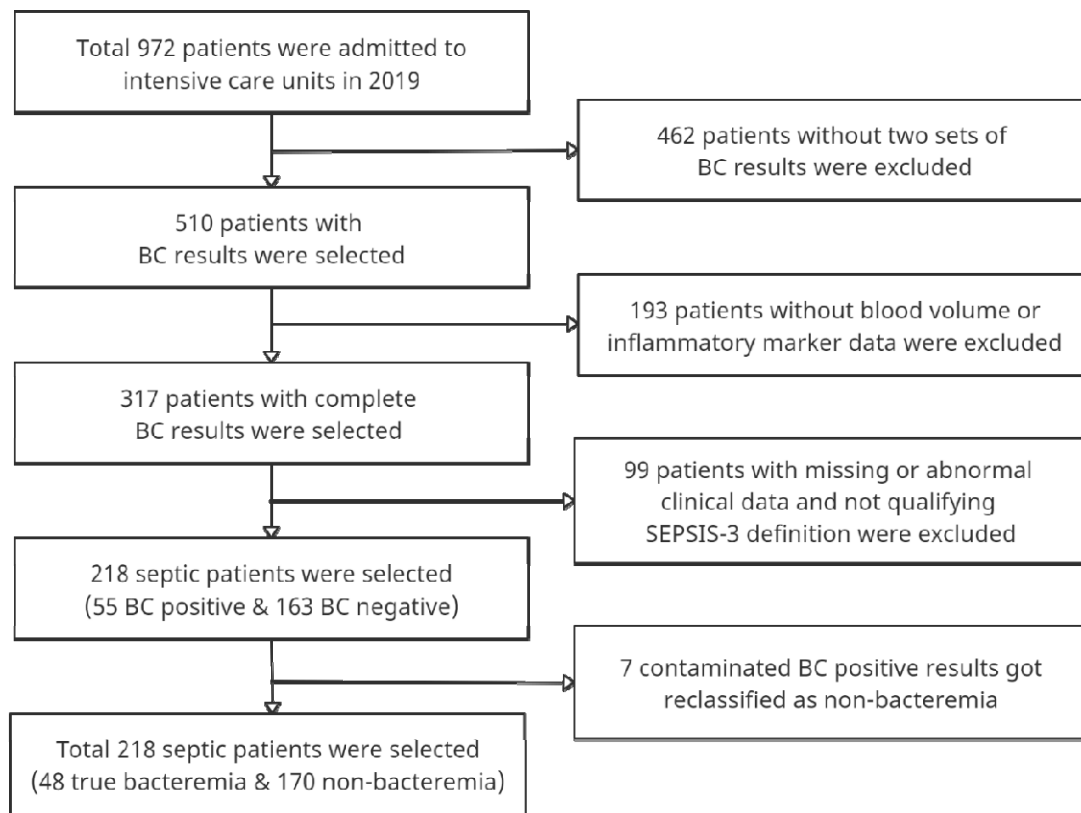 Total 972 patients were admitted to
intensive care units in 2019
462 patients without two sets of
BC results were excluded
510 patients with
BC results were selected
193 patients without blood volume or
inflammatory marker data were excluded
317 patients with complete
BC results were selected
99 patients with missing or abnormal
clinical data and not qualifying
SEPSIS-3 definition were excluded
218 septic patients were selected
(55 BC positive & 163 BC negative)
7 contaminated BC positive results got
reclassified as non-bacteremia
Total 218 septic patients were selected
(48 true bacteremia & 170 non-bacteremia)